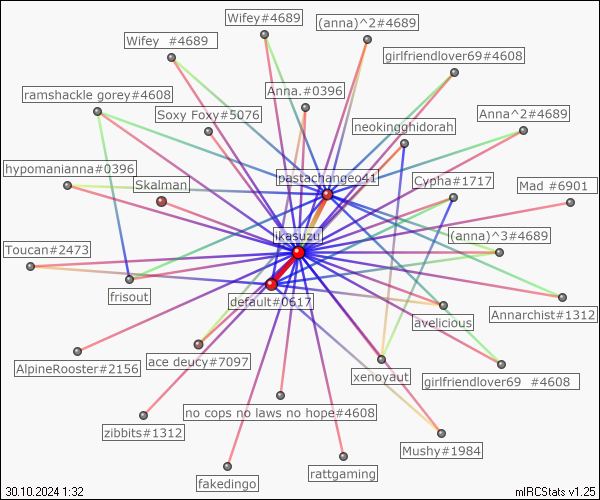 Wifey#4689
(anna)^2#4689
Wifey  #4689
girlfriendlover69#4608
Anna.#0396
ramshackle gorey#4608
Soxy Foxy#5076
Anna^2#4689
neokingghidorah
hypomanianna#0396
pastachangeo41
Skalman_
Cypha#1717
Mad #6901
ikasuzu
(anna)^3#4689
Toucan#2473
frisout
default#0617
Annarchist#1312
avelicious
AlpineRooster#2156
ace deucy#7097
xenoyaut
girlfriendlover69  #4608
no cops no laws no hope#4608
zibbits#1312
Mushy#1984
fakedingo
rattgaming
30.10.2024 1:32
mIRCStats v1.25